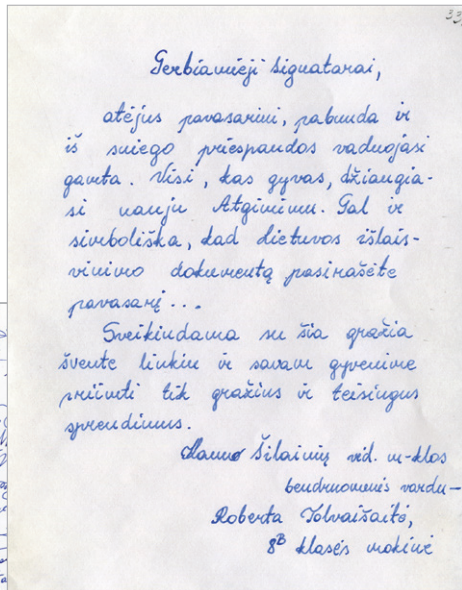 33
Gerbiamieji signatarai,
atėjus pavasariui, pabunda ir
iš sniego priespaudos vaduojasi
gamta. Visi, kas gyvas, džiaugia-
si nauju Atgimimu. Gal ir
simboliška, kad Lietuvos išlais-
vinimo dokumentą pasirašėte
pavasarį...
Sveikindama su šia gražia
švente linkiu ir savam gyvenime
priimti tik gražius ir teisingus
sprendimus.
Kauno Šilainių vid. m-klos
bendruomenės vardu-
Roberta Tolvaišaitė,
8B klasės mokinė